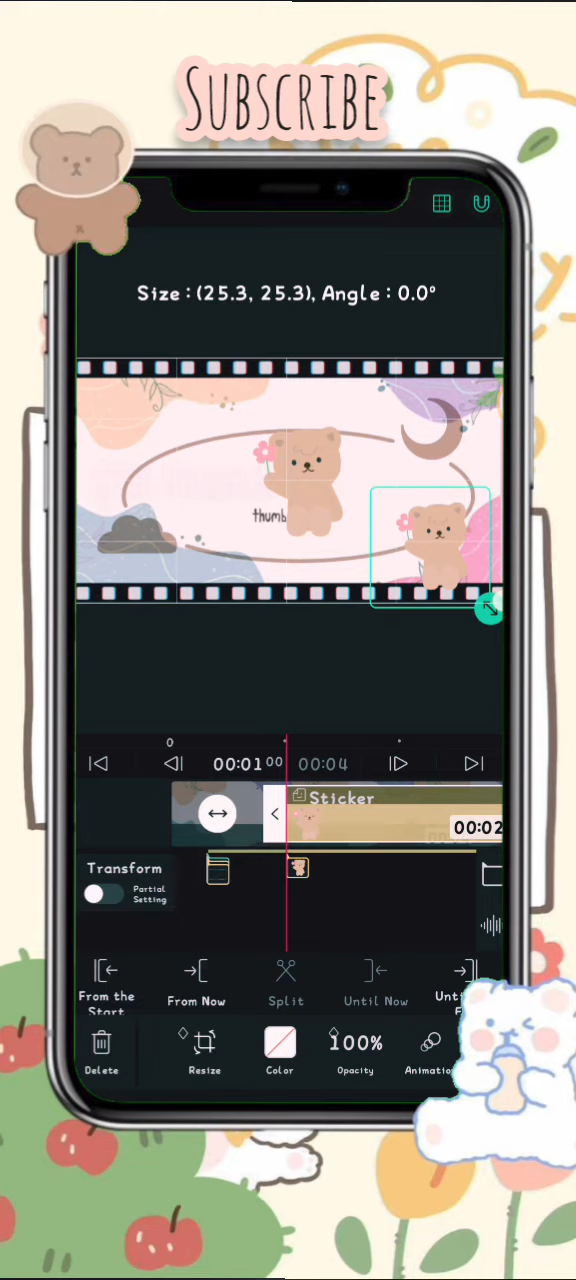 SUBSCRIBE
Size : (25.3, 25.3), Angle : 0.0°
thumb
0
00:01 00
00:04
Sticker
00:02
Transform
Partial
Setting
From the
Start
From Now
Split
Until Now
Delete
Resize
Color
100%
Opacity